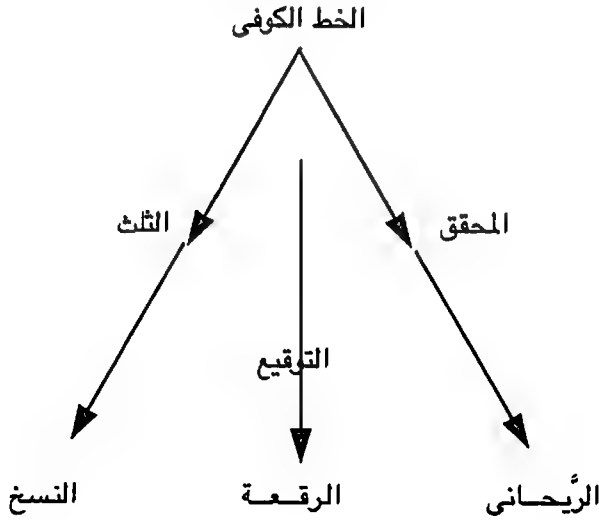 الخط الكوفى
المحقق الثلث
التوقيع
الرَّيحانى الرقعة النسخ